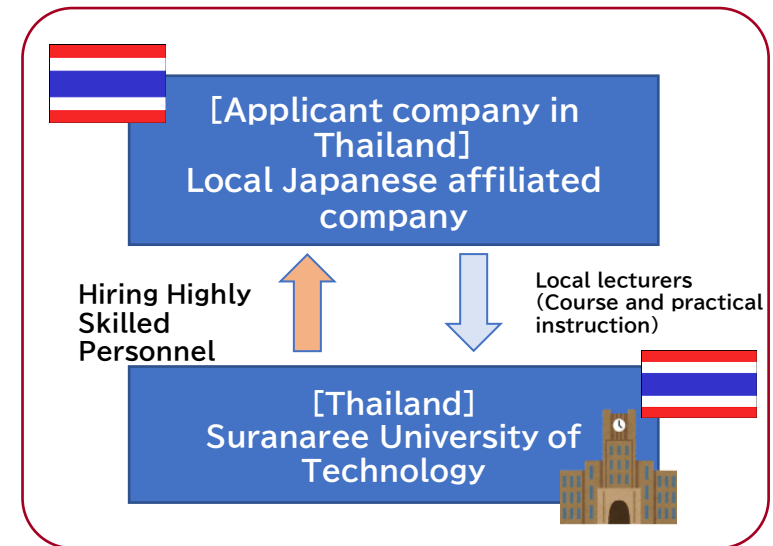 [Applicant company in
Thailand]
Local Japanese affiliated
company
Hiring Highly
Skilled
Personnel
Local lecturers
(Course and practical
instruction)
[Thailand]
Suranaree University of
Technology